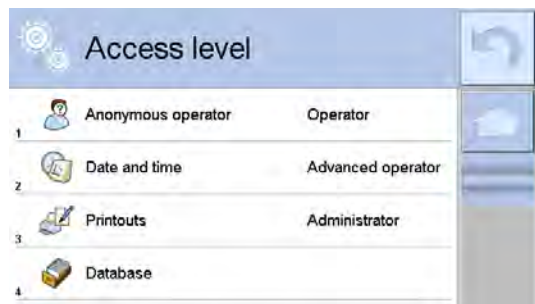 Access level
Anonymous operator Operator
1
Date and time Advanced operator
2
Printouts Administrator
3
Database
4